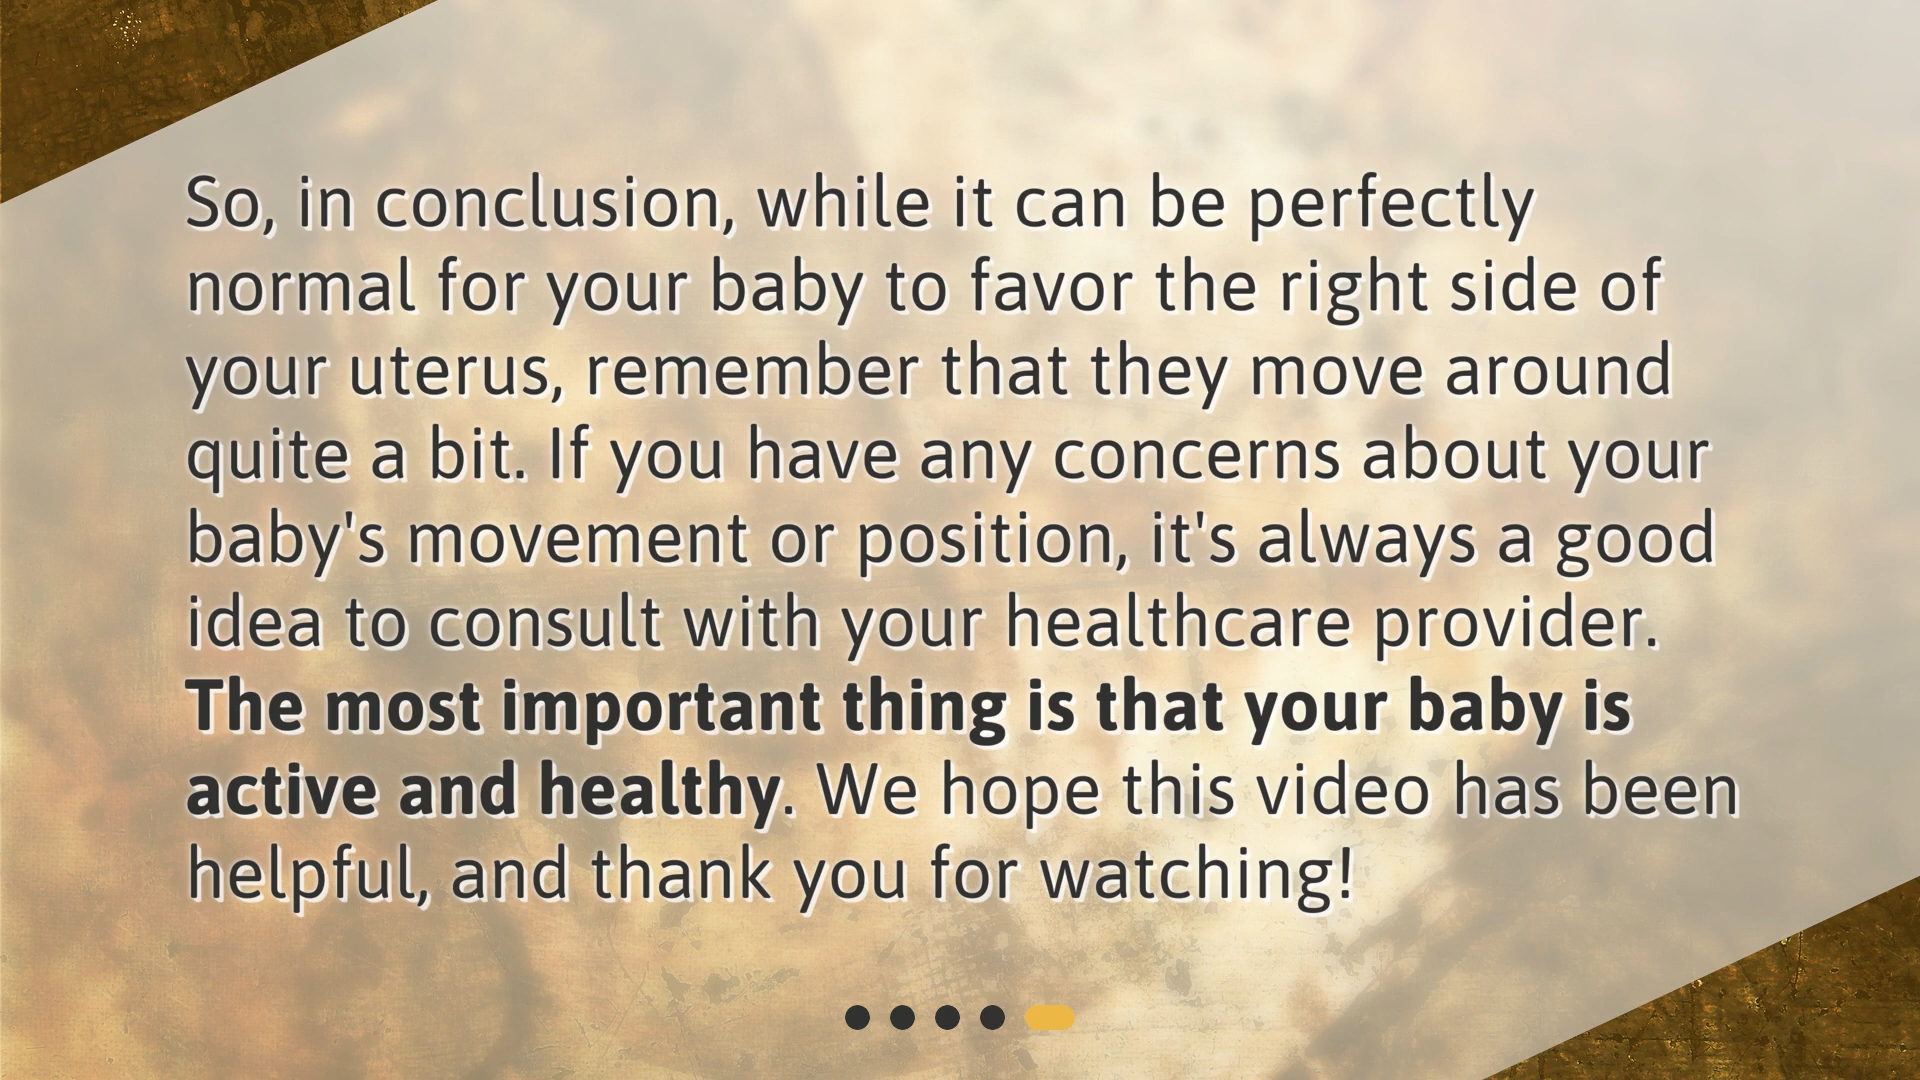 So, in conclusion, while it can be perfectly
normal for your baby to favor the right side of
your uterus, remember that they move around
quite a bit. If you have any concerns about your
baby's movement or position, it's always a good
idea to consult with your healthcare provider.
The most important thing is that your baby is
active and healthy. We hope this video has been
helpful, and thank you for watching!